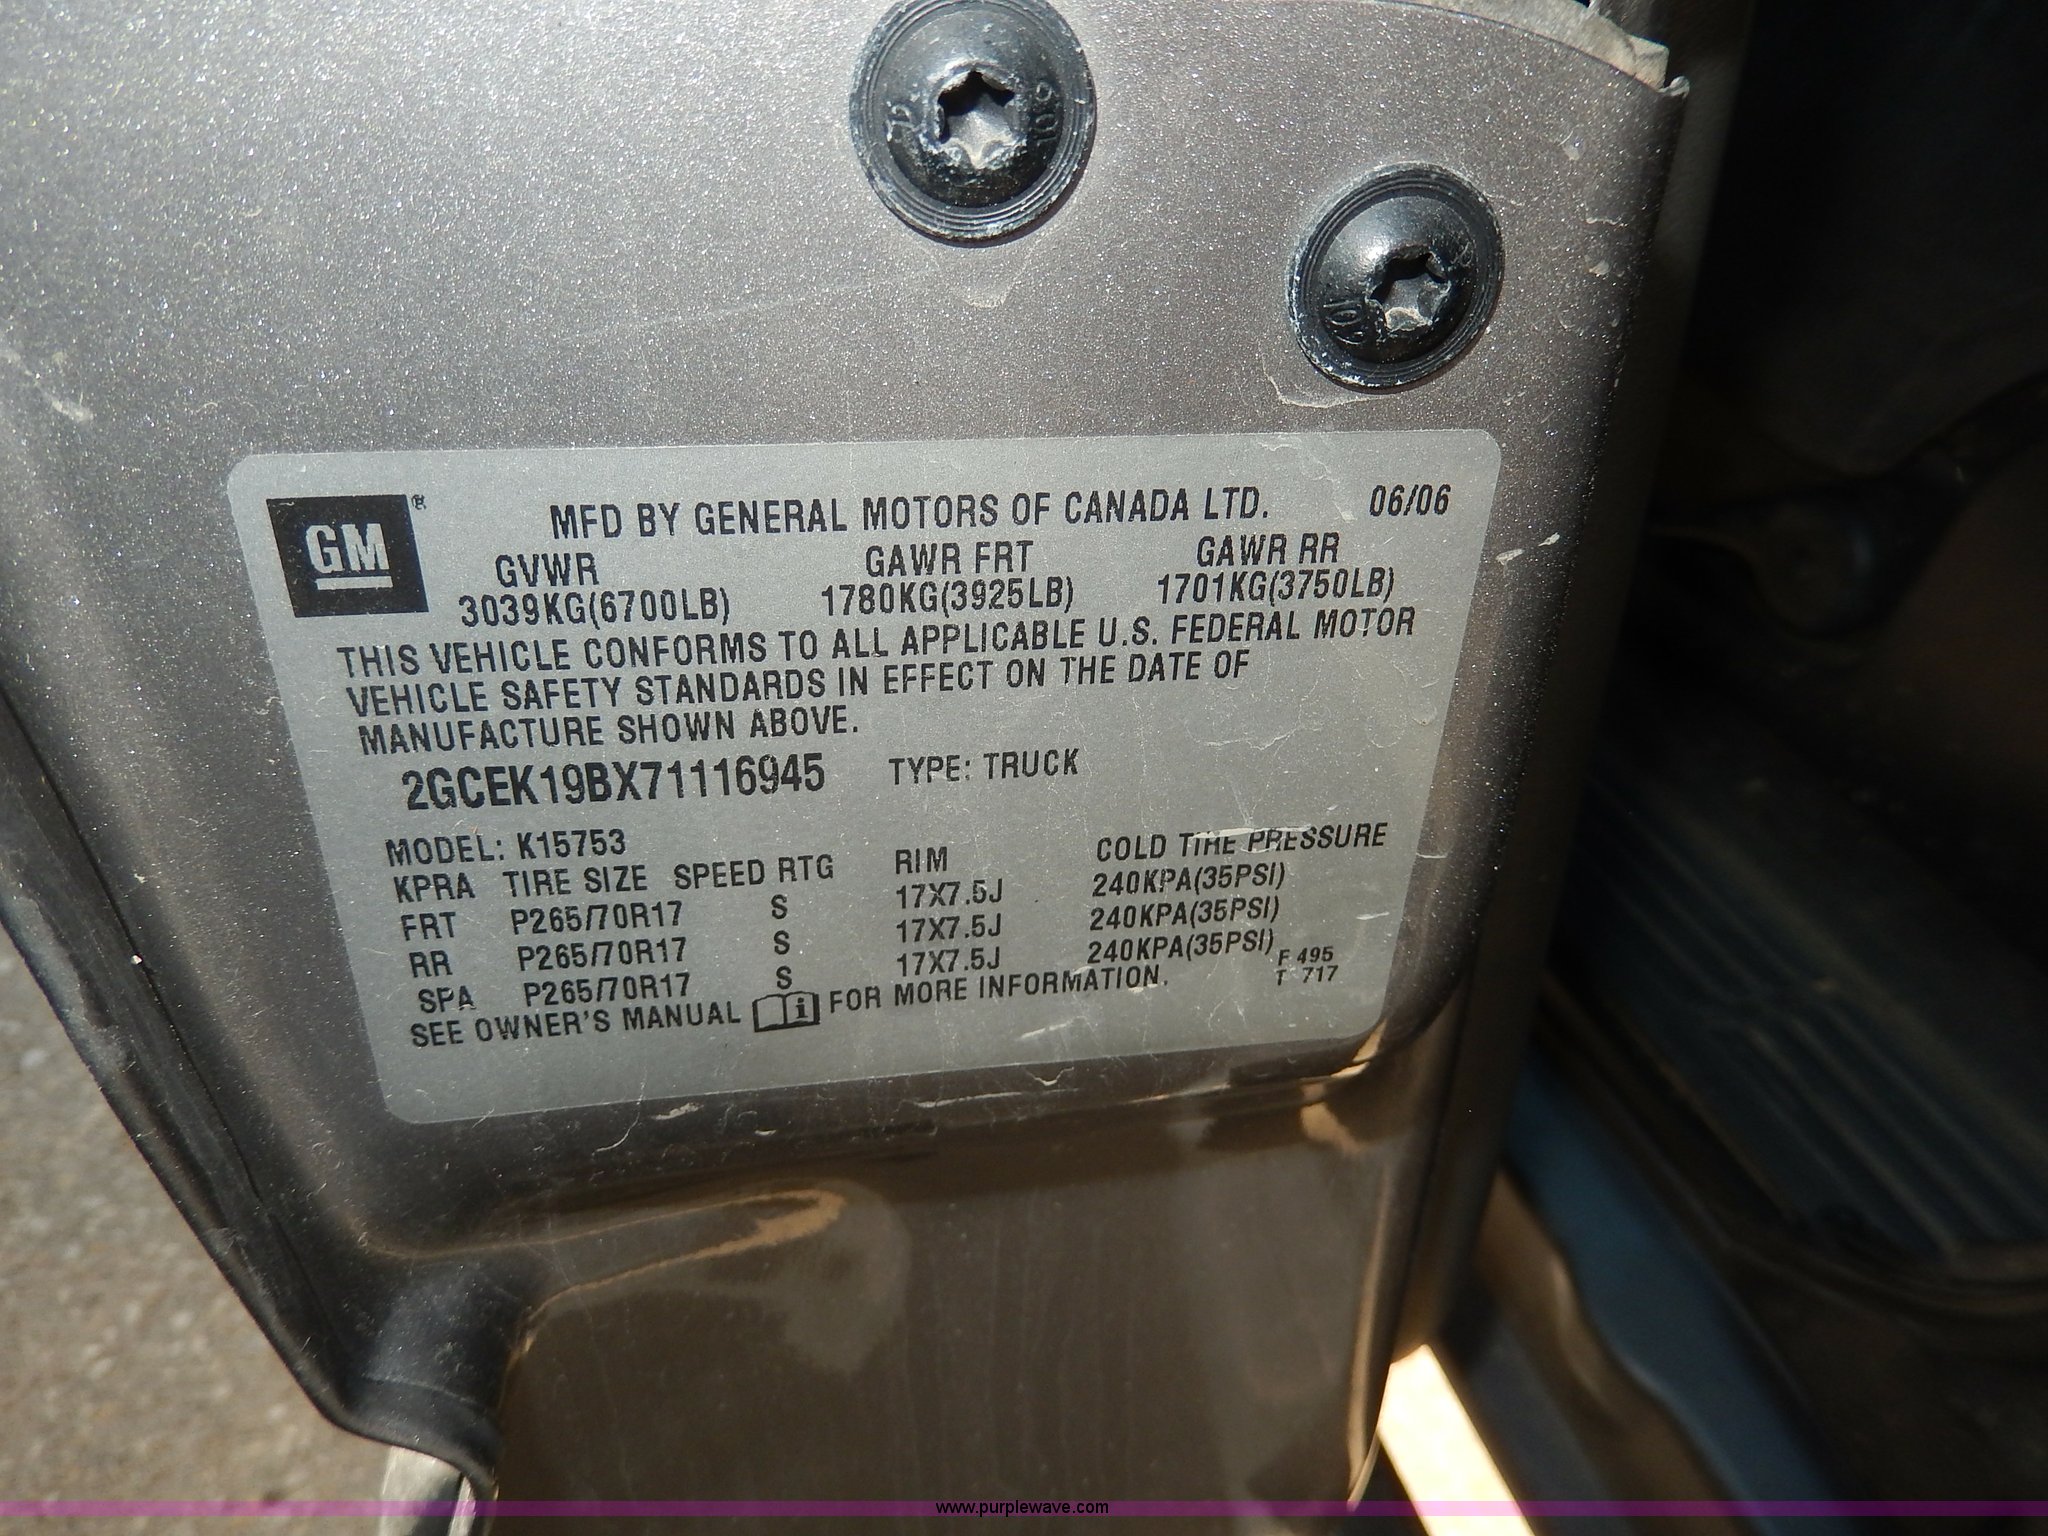 GM®
MFD BY GENERAL MOTORS OF CANADA LTD. 06/06
GVWR GAWR FRT GAWR RR
3039KG(6700LB) 1780KG(3925LB) 1701KG(3750LB)
THIS VEHICLE CONFORMS TO ALL APPLICABLE U.S. FEDERAL MOTOR
VEHICLE SAFETY STANDARDS IN EFFECT ON THE DATE OF
MANUFACTURE SHOWN ABOVE.
2GCEK19BX71116945 TYPE: TRUCK
MODEL: K15753
KPRA TIRE SIZE SPEED RTG RIM COLD TIRE PRESSURE
FRT P265/70R17 S 17X7.5J 240KPA(35PSI)
RR P265/70R17 S 17X7.5J 240KPA(35PSI)
SPA P265/70R17 S 17X7.5J 240KPA(35PSI)
SEE OWNER'S MANUAL i FOR MORE INFORMATION.
F 495
T 717
www.purplewave.com